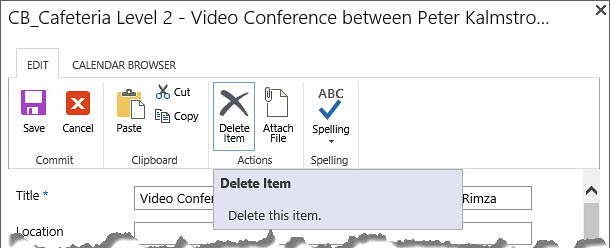 CB_Cafeteria Level 2 - Video Conference between Peter Kalmstro...
EDIT CALENDAR BROWSER
Save Cancel Paste Cut Copy Delete Item Attach File ABC Spelling
Commit Clipboard Actions Spelling
Delete Item
Title * Video Confe Rimza
Delete this item.
Location